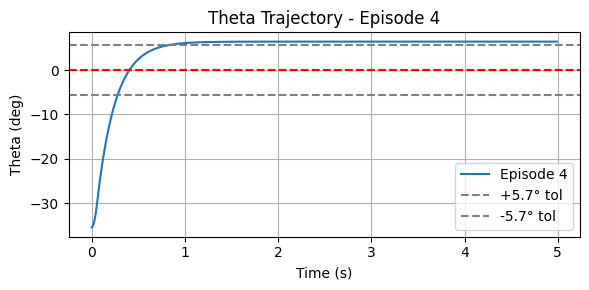 Theta Trajectory - Episode 4
Theta (deg)
0
−10
−20
−30
0
1
2
3
4
5
Time (s)
Episode 4
+5.7° tol
-5.7° tol